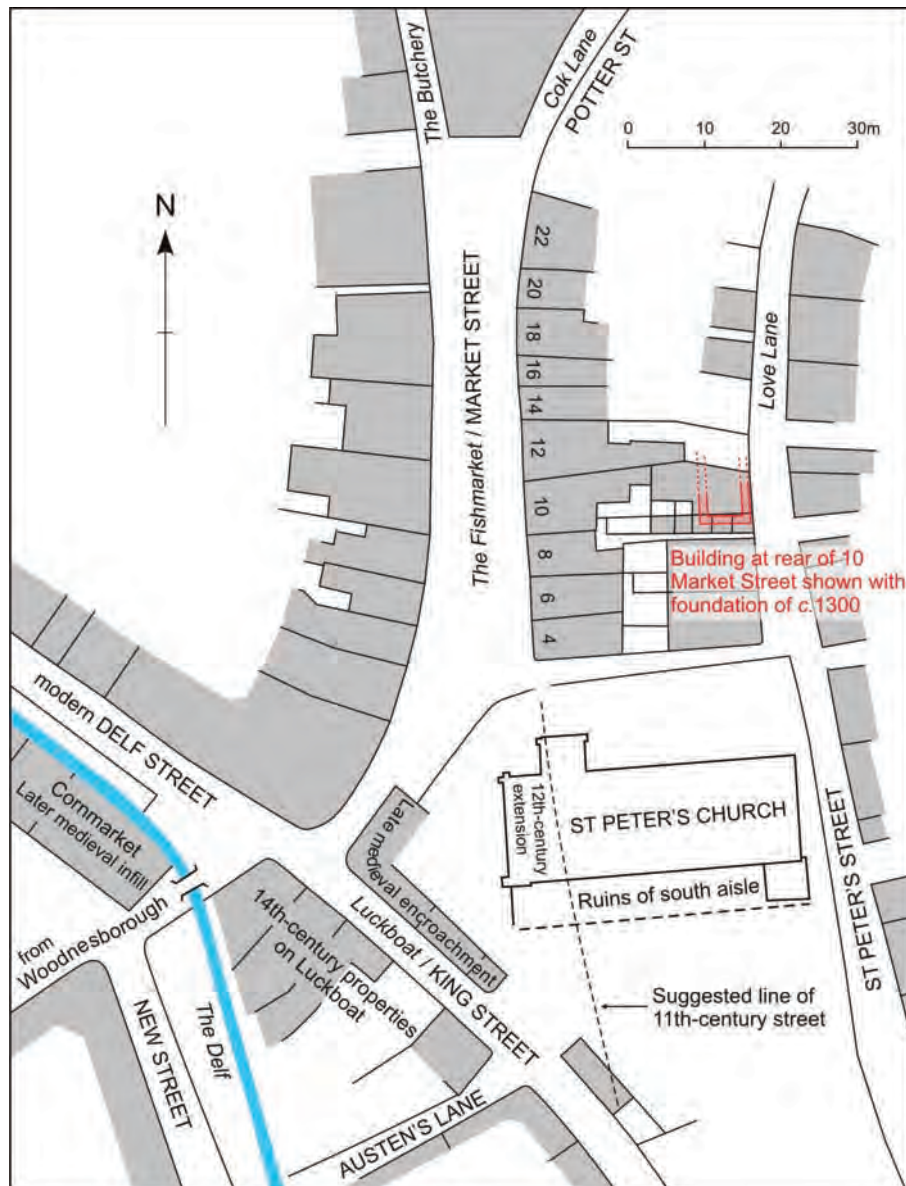 The Butchery
Cok Lane
POTTER ST
0 10 20 30m
N
22
20
18
16
14
12
10
8
6
4
The Fishmarket / MARKET STREET
Love Lane
Building at rear of 10
Market Street shown with
foundation of c.1300
modern DELF STREET
Cornmarket
Later medieval infill
Late medieval encroachment
12th-century
extension
ST PETER'S CHURCH
Ruins of south aisle
ST PETER'S STREET
from
Woodnesborough
14th-century properties
on Luckboat
Luckboat / KING STREET
Suggested line of
11th-century street
NEW STREET
The Delf
AUSTEN'S LANE